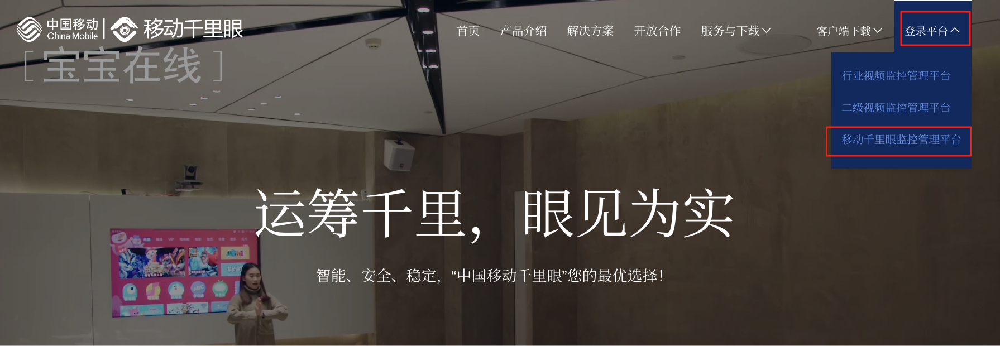 中国移动
China Mobile
移动千里眼
首页 产品介绍 解决方案 开放合作 服务与下载 客户端下载 登录平台
[宝宝在线]
行业视频监控管理平台
二级视频监控管理平台
移动千里眼监控管理平台
运筹千里，眼见为实
智能、安全、稳定，“中国移动千里眼”您的最优选择！
VIP
ABC